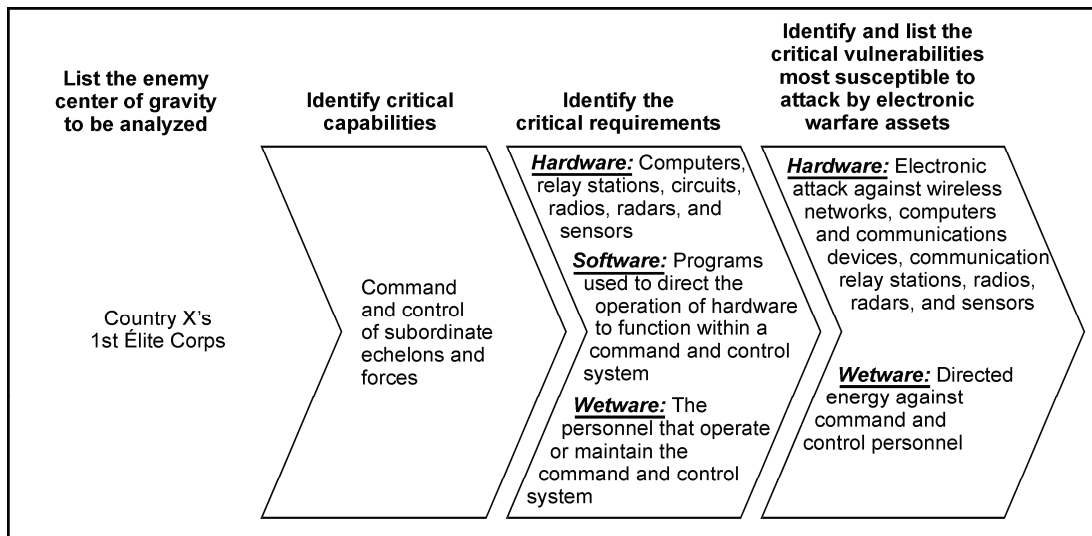 List the enemy
center of gravity
to be analyzed
Country X's
1st Élite Corps
Identify critical
capabilities
Command
and control
of subordinate
echelons and
forces
Identify the
critical requirements
Hardware: Computers,
relay stations, circuits,
radios, radars, and
sensors
Software: Programs
used to direct the
operation of hardware
to function within a
command and control
system
Wetware: The
personnel that operate
or maintain the
command and control
system
Identify and list the
critical vulnerabilities
most susceptible to
attack by electronic
warfare assets
Hardware: Electronic
attack against wireless
networks, computers
and communications
devices, communication
relay stations, radios,
radars, and sensors
Wetware: Directed
energy against
command and
control personnel